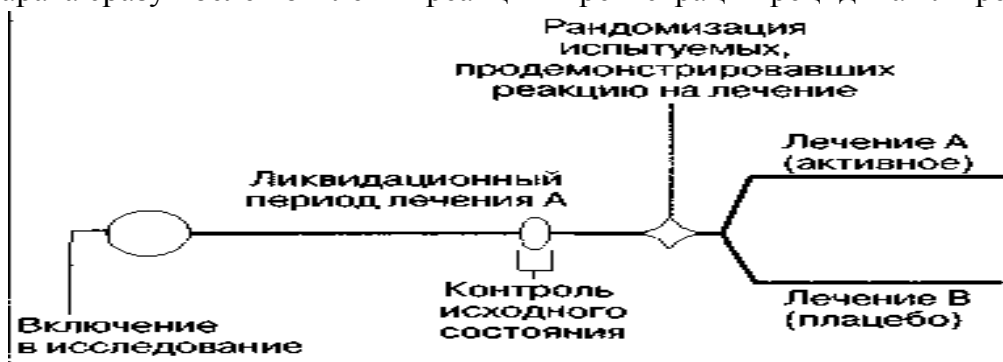 Рандомизация
испытуемых,
продемонстрировавших
реакцию на лечение
Лечение А
(активное)
Ликвидационный
период лечения А
Контроль
исходного
состояния
Включение
в исследование
Лечение В
(плацебо)